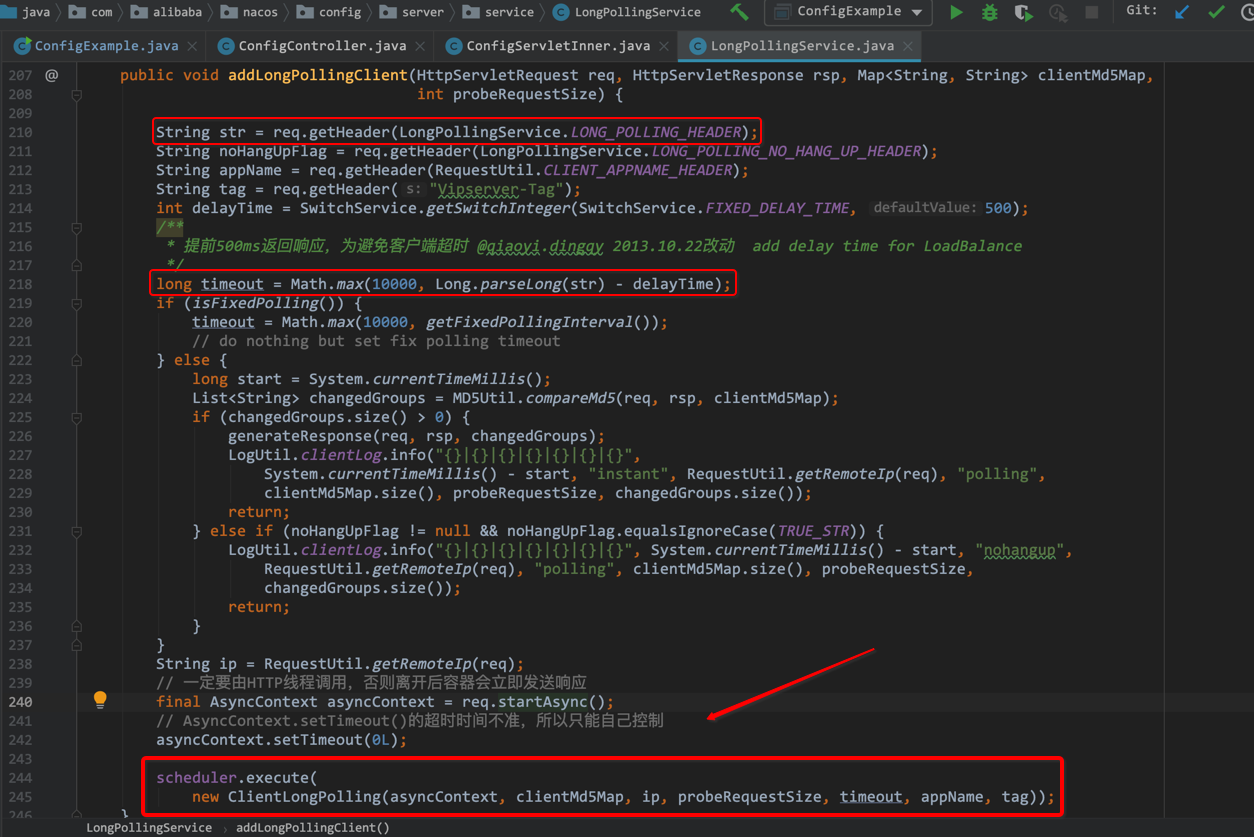 java com alibaba nacos config server service LongPollingService ConfigExample Git:
ConfigExample.java ConfigController.java ConfigServletInner.java LongPollingService.java
207 @ public void addLongPollingClient(HttpServletRequest req, HttpServletResponse rsp, Map<String, String> clientMd5Map,
208 int probeRequestSize) {
209
210 String str = req.getHeader(LongPollingService.LONG_POLLING_HEADER);
211 String noHangUpFlag = req.getHeader(LongPollingService.LONG_POLLING_NO_HANG_UP_HEADER);
212 String appName = req.getHeader(RequestUtil.CLIENT_APPNAME_HEADER);
213 String tag = req.getHeader( s: "Vipserver-Tag");
214 int delayTime = SwitchService.getSwitchInteger(SwitchService.FIXED_DELAY_TIME, defaultValue: 500);
215 /**
216 * 提前500ms返回响应，为避免客户端超时 @qiaoyi.dingqy 2013.10.22改动 add delay time for LoadBalance
217 */
218 long timeout = Math.max(10000, Long.parseLong(str) - delayTime);
219 if (isFixedPolling()) {
220 timeout = Math.max(10000, getFixedPollingInterval());
221 // do nothing but set fix polling timeout
222 } else {
223 long start = System.currentTimeMillis();
224 List<String> changedGroups = MD5Util.compareMd5(req, rsp, clientMd5Map);
225 if (changedGroups.size() > 0) {
226 generateResponse(req, rsp, changedGroups);
227 LogUtil.clientLog.info("{}|{}|{}|{}|{}|{}|{}",
228 System.currentTimeMillis() - start, "instant", RequestUtil.getRemoteIp(req), "polling",
229 clientMd5Map.size(), probeRequestSize, changedGroups.size());
230 return;
231 } else if (noHangUpFlag != null && noHangUpFlag.equalsIgnoreCase(TRUE_STR)) {
232 LogUtil.clientLog.info("{}|{}|{}|{}|{}|{}|{}", System.currentTimeMillis() - start, "nohangup",
233 RequestUtil.getRemoteIp(req), "polling", clientMd5Map.size(), probeRequestSize,
234 changedGroups.size());
235 return;
236 }
237 }
238 String ip = RequestUtil.getRemoteIp(req);
239 // 一定要由HTTP线程调用，否则离开后容器会立即发送响应
240 final AsyncContext asyncContext = req.startAsync();
241 // AsyncContext.setTimeout()的超时时间不准，所以只能自己控制
242 asyncContext.setTimeout(0L);
243
244 scheduler.execute(
245 new ClientLongPolling(asyncContext, clientMd5Map, ip, probeRequestSize, timeout, appName, tag));
246 }
LongPollingService addLongPollingClient()